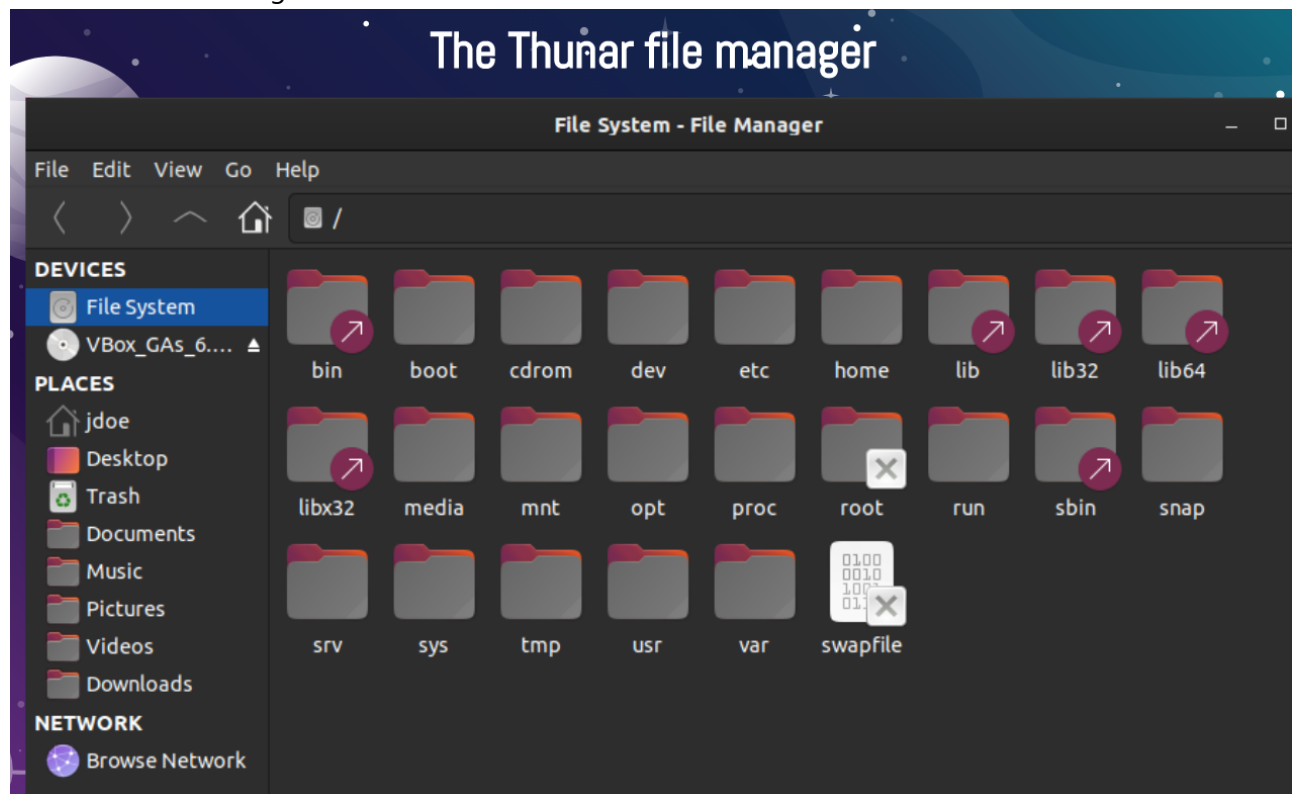 The Thunar file manager
File System - File Manager
File Edit View Go Help
/
DEVICES
File System
VBox_GAs_6....
PLACES
jdoe
Desktop
Trash
Documents
Music
Pictures
Videos
Downloads
NETWORK
Browse Network
bin boot cdrom dev etc home lib lib32 lib64
libx32 media mnt opt proc root run sbin snap
srv sys tmp usr var swapfile